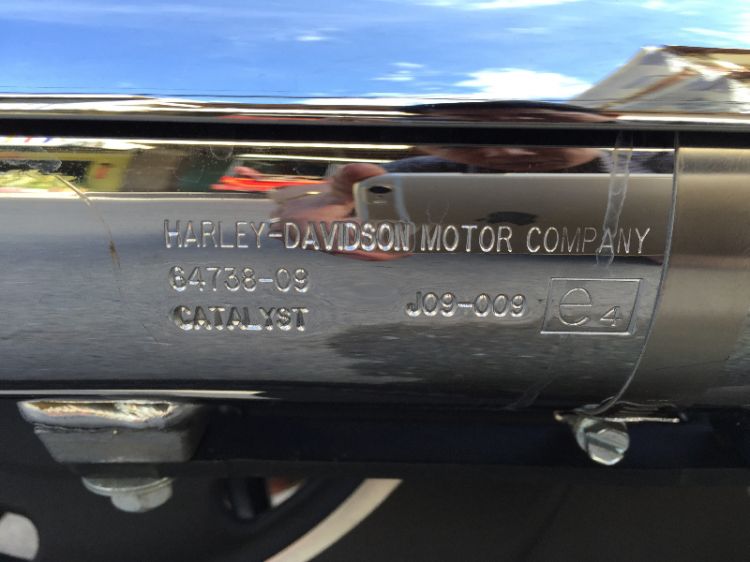 HARLEY-DAVIDSON MOTOR COMPANY
64738-09
CATALYST J09-009 e4